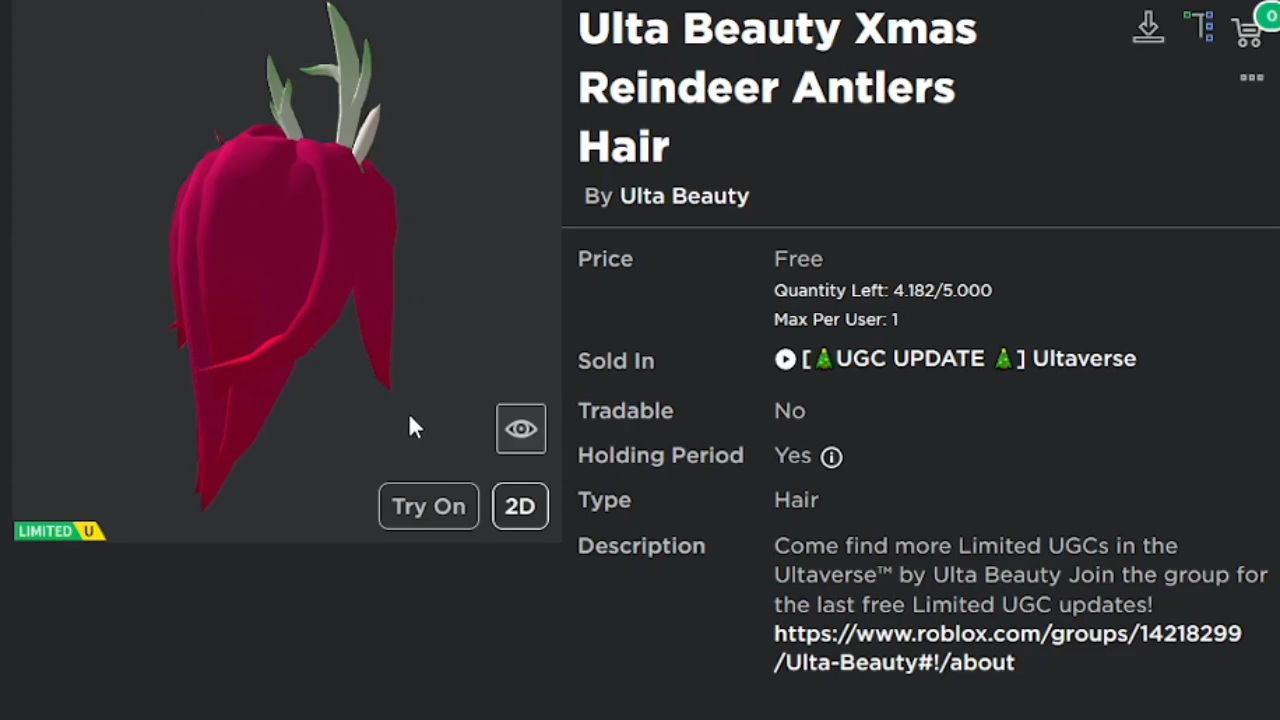 Ulta Beauty Xmas
Reindeer Antlers
Hair
0
By Ulta Beauty
Price
Free
Quantity Left: 4.182/5.000
Max Per User: 1
Sold In
[🎄UGC UPDATE 🎄] Ultaverse
Tradable
No
Holding Period
Yes
Type
Hair
Description
Come find more Limited UGCs in the
Ultaverse™ by Ulta Beauty Join the group for
the last free Limited UGC updates!
https://www.roblox.com/groups/14218299
/Ulta-Beauty#!/about
Try On
2D
LIMITED U